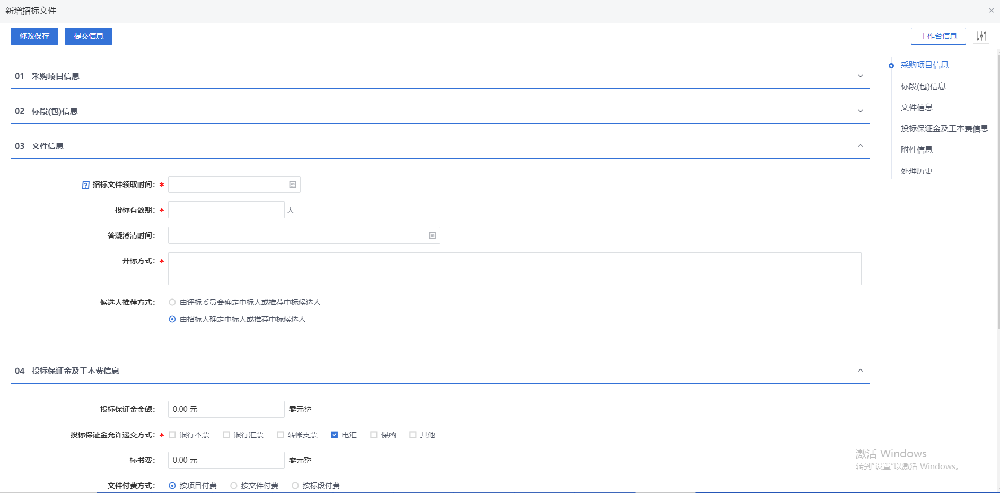 新增招标文件
×
修改保存 提交信息 工作台信息
01 采购项目信息
02 标段(包)信息
03 文件信息
? 招标文件领取时间： *
投标有效期： * 天
答疑澄清时间：
开标方式： *
候选人推荐方式： 由评标委员会确定中标人或推荐中标候选人
由招标人确定中标人或推荐中标候选人
04 投标保证金及工本费信息
投标保证金金额： 0.00 元 零元整
投标保证金允许递交方式： * 银行本票 银行汇票 转帐支票 电汇 保函 其他
标书费： 0.00 元 零元整
文件付费方式： 按项目付费 按文件付费 按标段付费
采购项目信息
标段(包)信息
文件信息
投标保证金及工本费信息
附件信息
处理历史
激活 Windows
转到“设置”以激活 Windows。